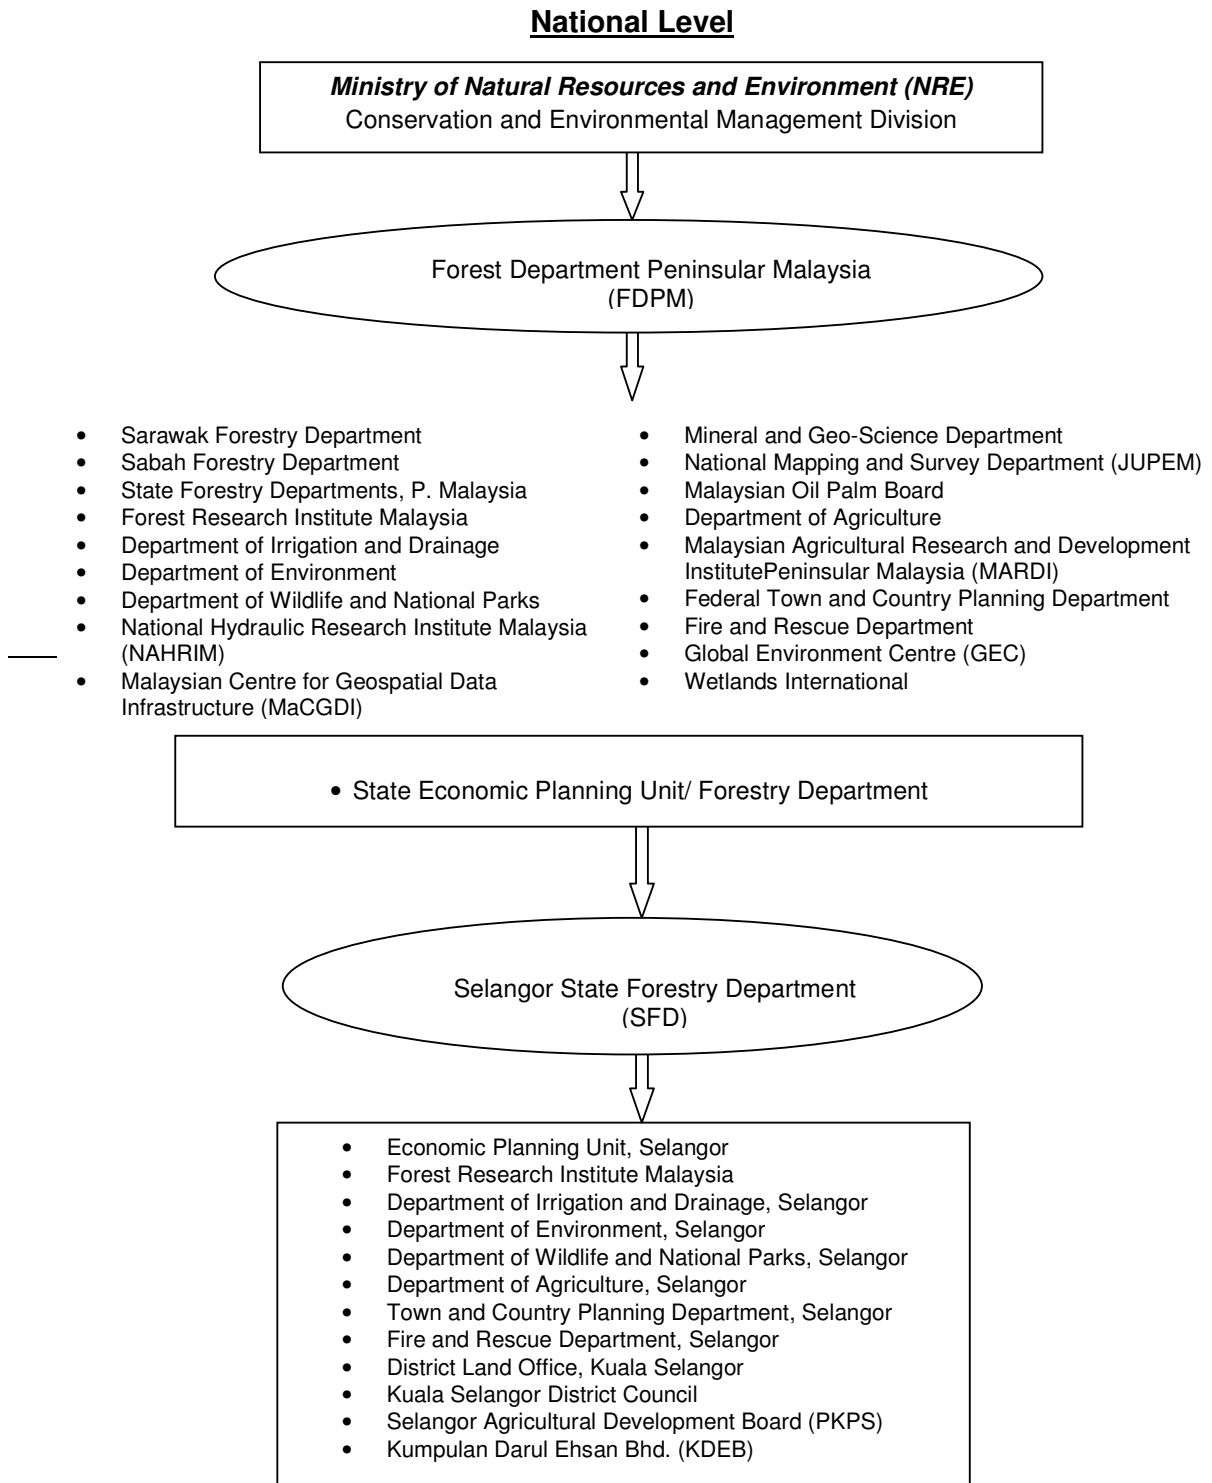 National Level
Ministry of Natural Resources and Environment (NRE)
Conservation and Environmental Management Division
Forest Department Peninsular Malaysia
(FDPM)
• Sarawak Forestry Department
• Sabah Forestry Department
• State Forestry Departments, P. Malaysia
• Forest Research Institute Malaysia
• Department of Irrigation and Drainage
• Department of Environment
• Department of Wildlife and National Parks
• National Hydraulic Research Institute Malaysia
(NAHRIM)
• Malaysian Centre for Geospatial Data
Infrastructure (MaCGDI)
• Mineral and Geo-Science Department
• National Mapping and Survey Department (JUPEM)
• Malaysian Oil Palm Board
• Department of Agriculture
• Malaysian Agricultural Research and Development
InstitutePeninsular Malaysia (MARDI)
• Federal Town and Country Planning Department
• Fire and Rescue Department
• Global Environment Centre (GEC)
• Wetlands International
• State Economic Planning Unit/ Forestry Department
Selangor State Forestry Department
(SFD)
• Economic Planning Unit, Selangor
• Forest Research Institute Malaysia
• Department of Irrigation and Drainage, Selangor
• Department of Environment, Selangor
• Department of Wildlife and National Parks, Selangor
• Department of Agriculture, Selangor
• Town and Country Planning Department, Selangor
• Fire and Rescue Department, Selangor
• District Land Office, Kuala Selangor
• Kuala Selangor District Council
• Selangor Agricultural Development Board (PKPS)
• Kumpulan Darul Ehsan Bhd. (KDEB)